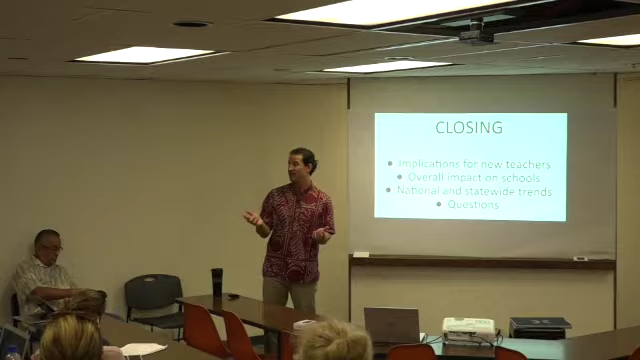 CLOSING
● Implications for new teachers
● Overall impact on schools
● National and statewide trends
● Questions